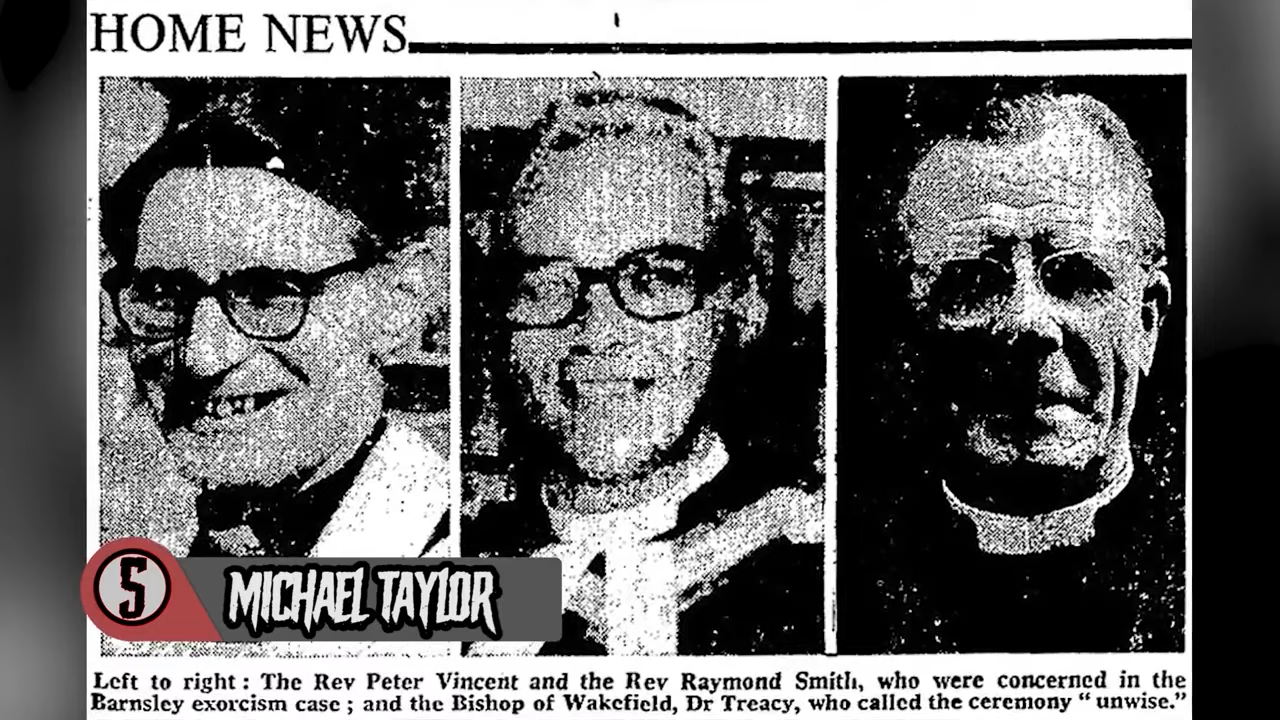 HOME NEWS
5
MICHAEL TAYLOR
Left to right : The Rev Peter Vincent and the Rev Raymond Smith, who were concerned in the
Barnsley exorcism case ; and the Bishop of Wakefield, Dr Treacy, who called the ceremony “ unwise.”